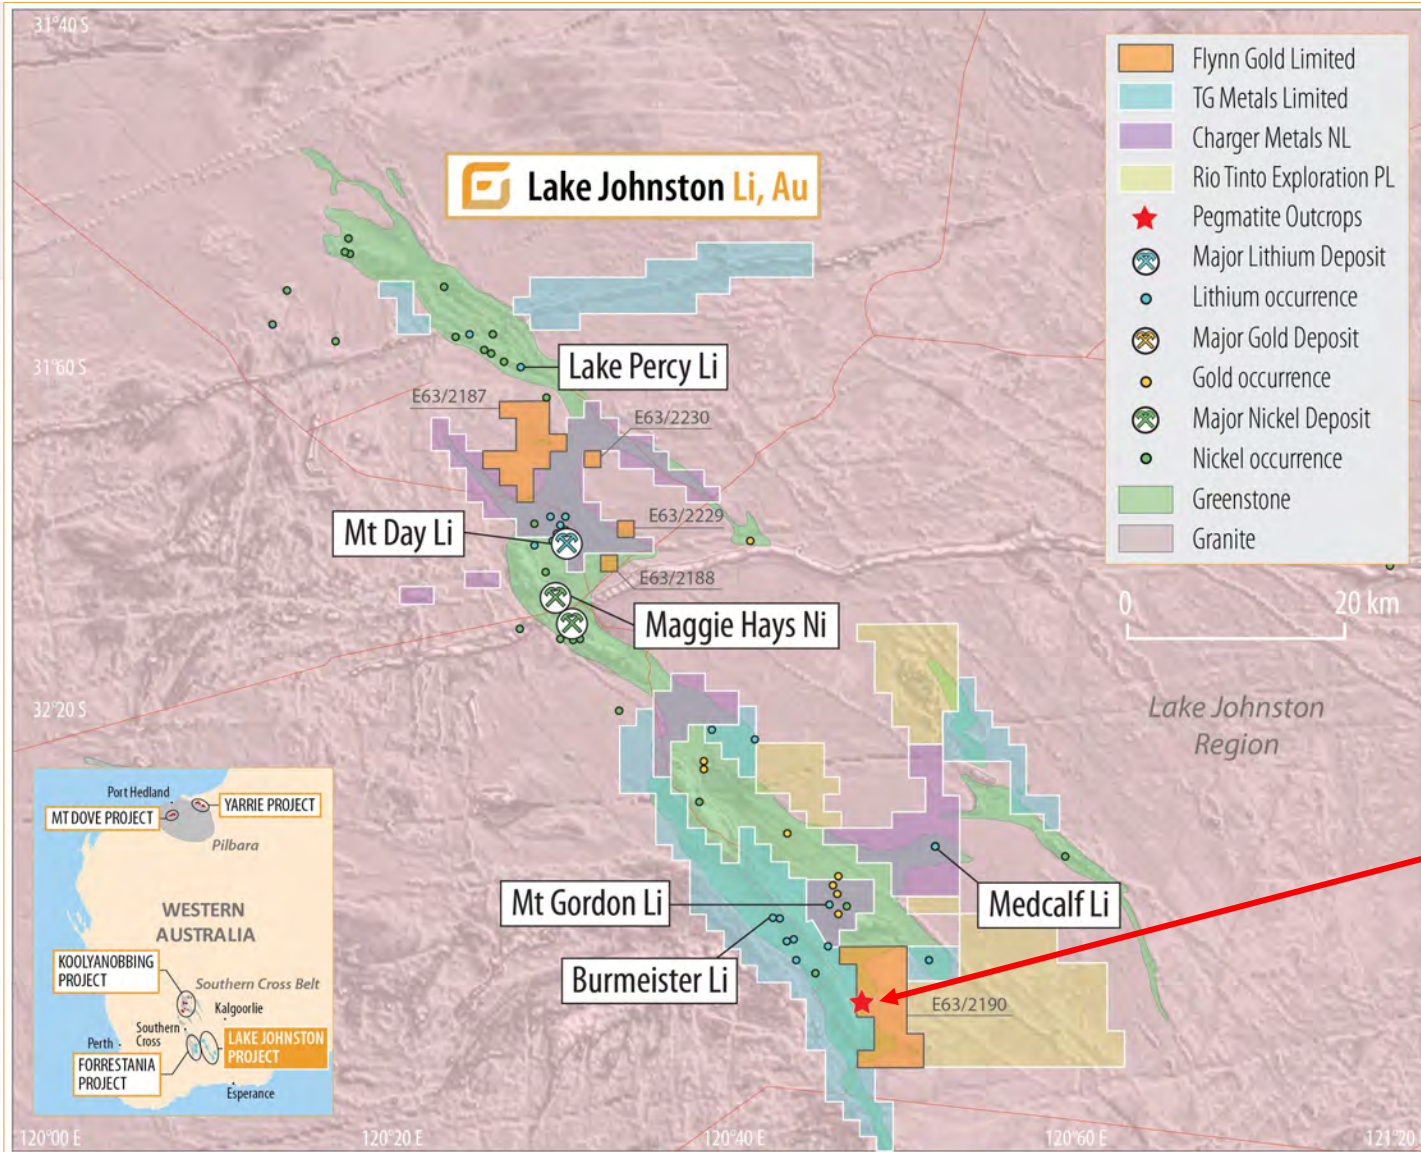 31°40 S
Flynn Gold Limited
TG Metals Limited
Charger Metals NL
Rio Tinto Exploration PL
Pegmatite Outcrops
Major Lithium Deposit
Lithium occurrence
Major Gold Deposit
Gold occurrence
Major Nickel Deposit
Nickel occurrence
Greenstone
Granite
Lake Johnston Li, Au
31°60 S
Lake Percy Li
E63/2187
E63/2230
Mt Day Li
E63/2229
E63/2188
Maggie Hays Ni
0 20 km
32°20 S
Lake Johnston
Region
Mt Gordon Li
Medcalf Li
Burmeister Li
E63/2190
Port Hedland
YARRIE PROJECT
MT DOVE PROJECT
Pilbara
WESTERN
AUSTRALIA
KOOLYANOBBING
PROJECT
Southern Cross Belt
Kalgoorlie
Southern
Cross
Perth
LAKE JOHNSTON
PROJECT
FORRESTANIA
PROJECT
Esperance
120°00 E
120°20 E
120°40 E
120°60 E
121°20